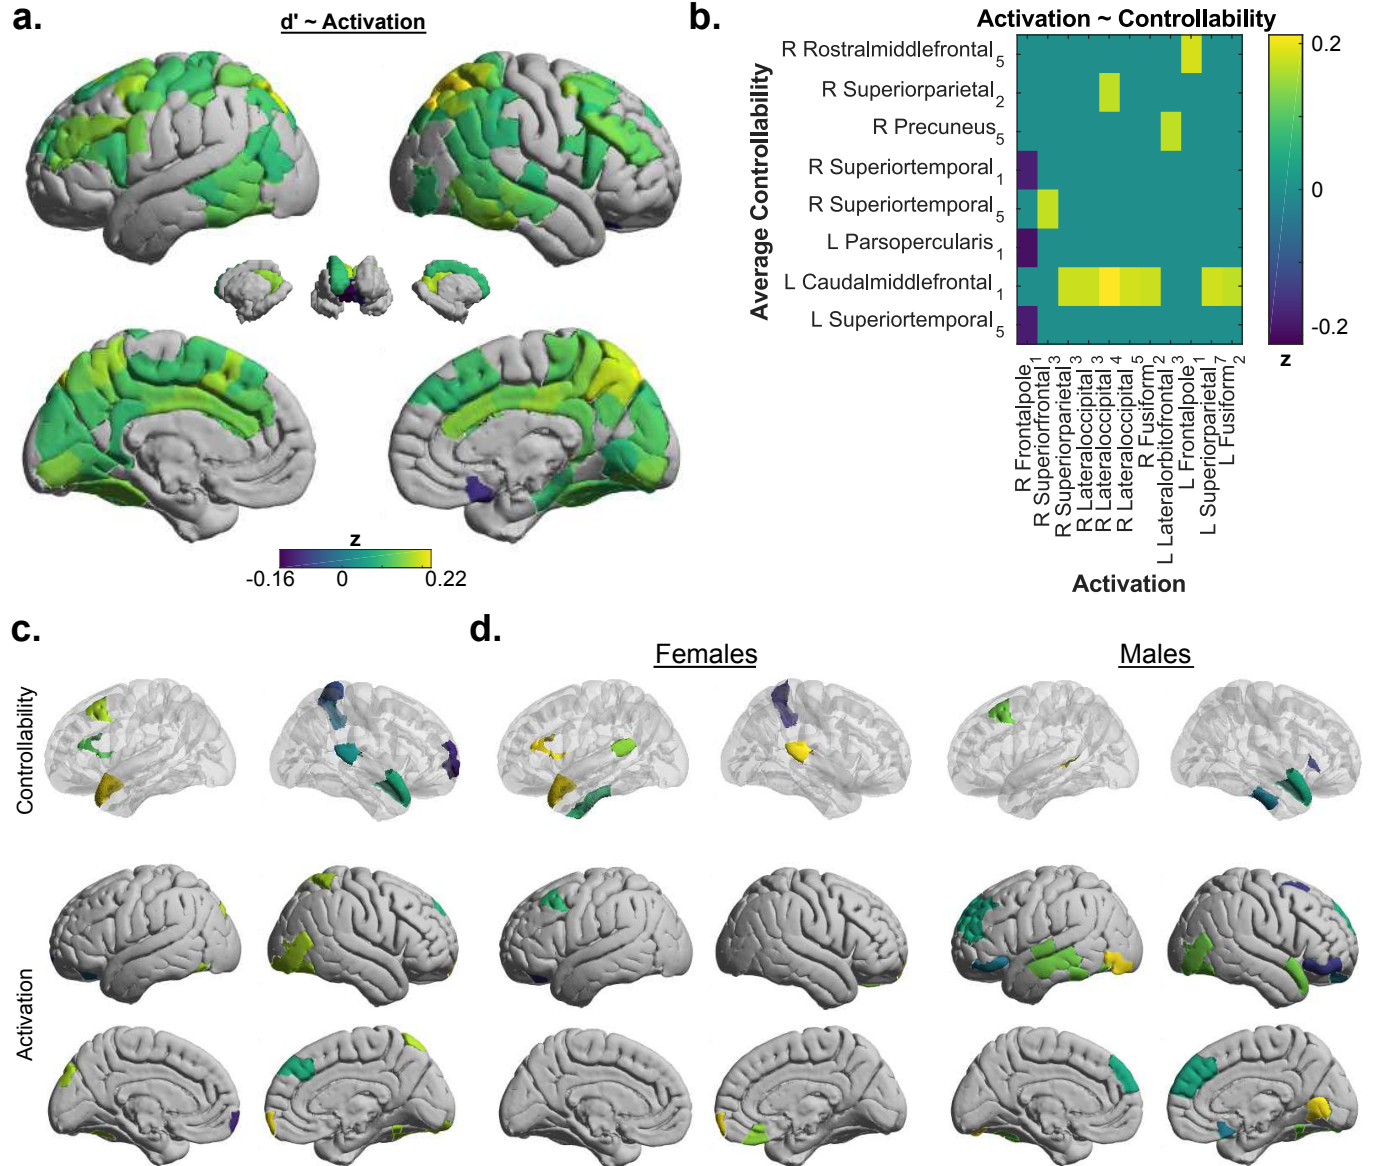 a.
d' ~ Activation
z
-0.16 0 0.22
b.
Activation ~ Controllability
Average Controllability
R Rostralmiddlefrontal5
R Superiorparietal2
R Precuneus5
R Superiortemporal1
R Superiortemporal5
L Parsopercularis1
L Caudalmiddlefrontal1
L Superiortemporal5
0.2
0
-0.2
z
R Frontalpole1
R Superiorfrontal3
R Superiorparietal3
R Lateraloccipital3
R Lateraloccipital4
R Lateraloccipital5
R Fusiform2
L Lateralorbitofrontal3
L Frontalpole1
L Superiorparietal7
L Fusiform2
Activation
c.
d.
Females
Males
Controllability
Activation